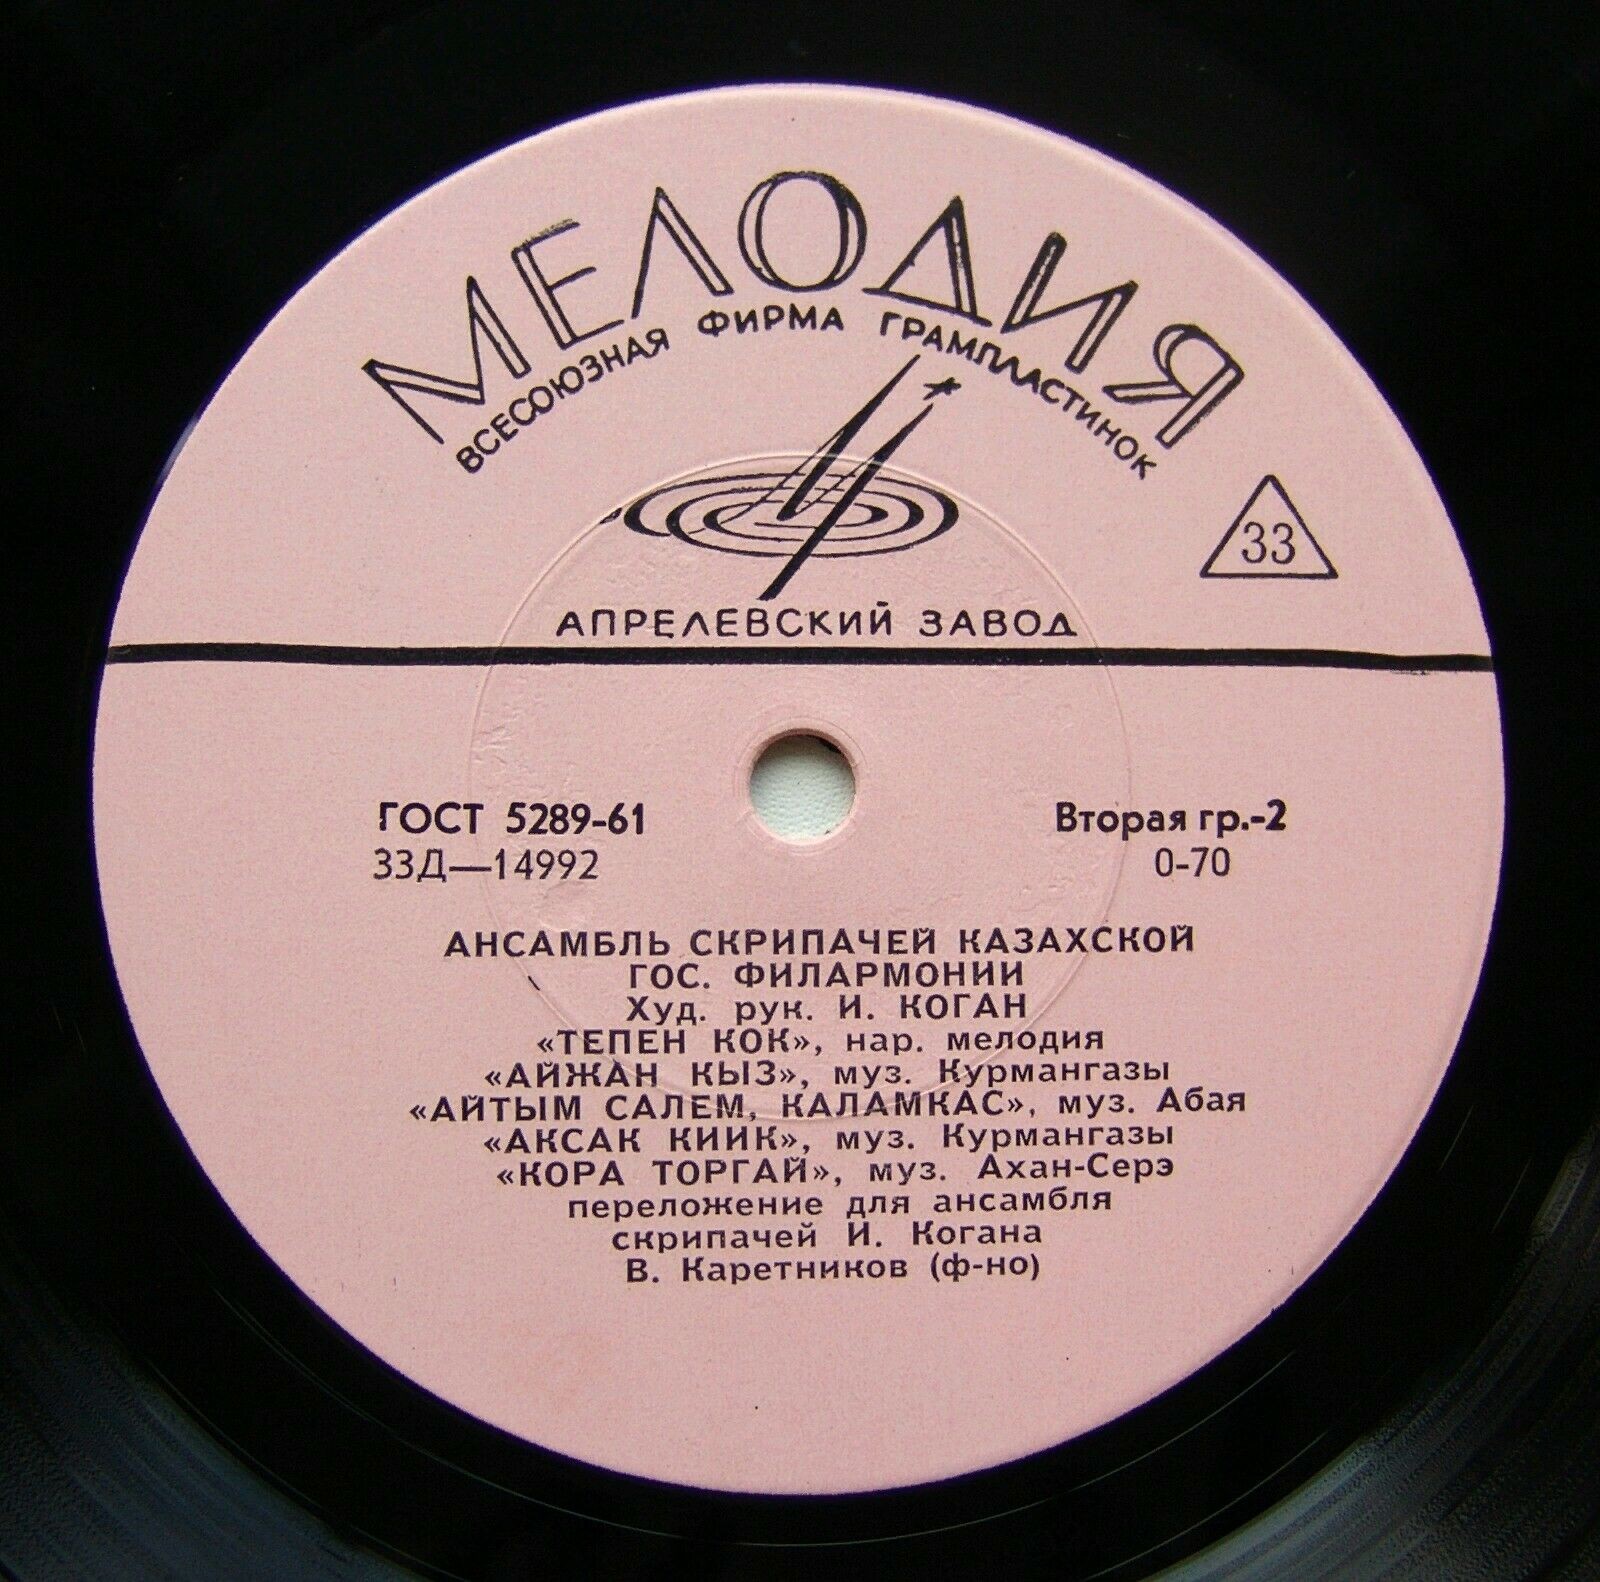 МЕЛОДИЯ
ВСЕСОЮЗНАЯ ФИРМА ГРАМПЛАСТИНОК
33
АПРЕЛЕВСКИЙ ЗАВОД
ГОСТ 5289-61
Вторая гр.-2
33Д—14992
0-70
АНСАМБЛЬ СКРИПАЧЕЙ КАЗАХСКОЙ
ГОС. ФИЛАРМОНИИ
Худ. рук. И. КОГАН
«ТЕПЕН КОК», нар. мелодия
«АЙЖАН КЫЗ», муз. Курмангазы
«АЙТЫМ САЛЕМ, КАЛАМКАС», муз. Абая
«АКСАК КИИК», муз. Курмангазы
«КОРА ТОРГАЙ», муз. Ахан-Серэ
переложение для ансамбля
скрипачей И. Когана
В. Каретников (ф-но)